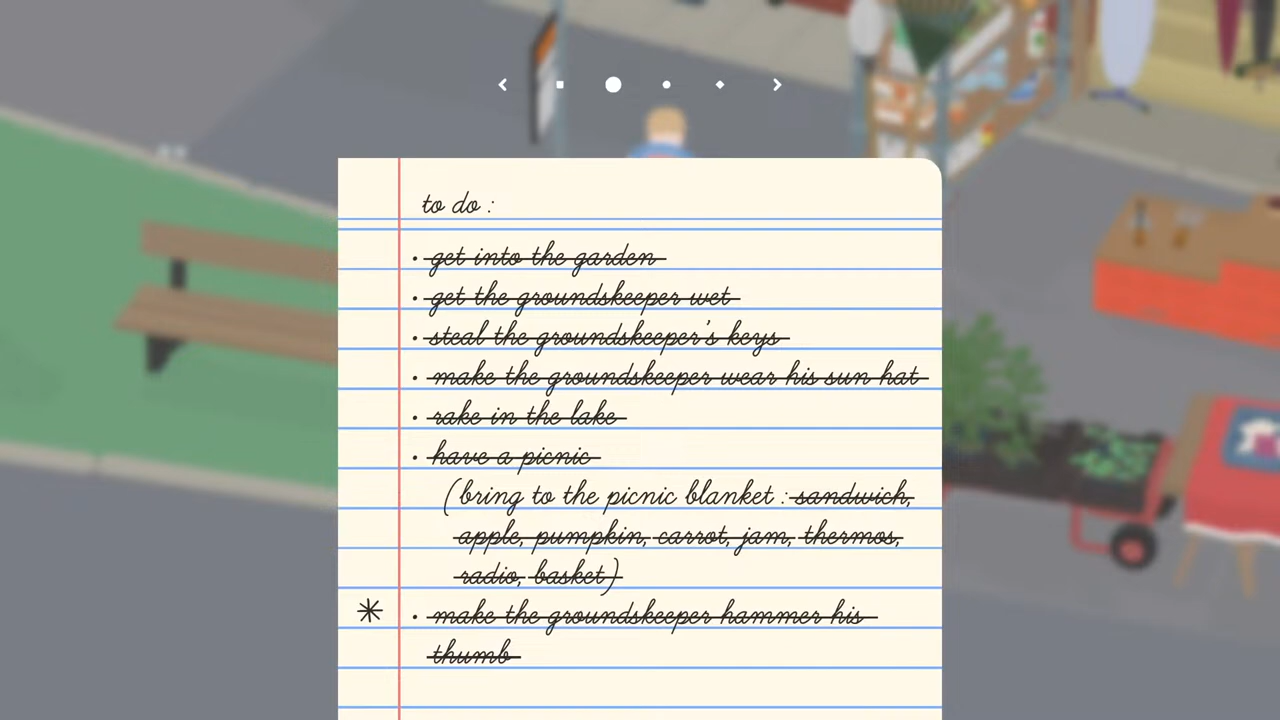 to do :
• get into the garden
• get the groundskeeper wet
• steal the groundskeeper's keys
• make the groundskeeper wear his sun hat
• rake in the lake
• have a picnic
(bring to the picnic blanket : sandwich,
apple, pumpkin, carrot, jam, thermos,
radio, basket)
• make the groundskeeper hammer his
thumb